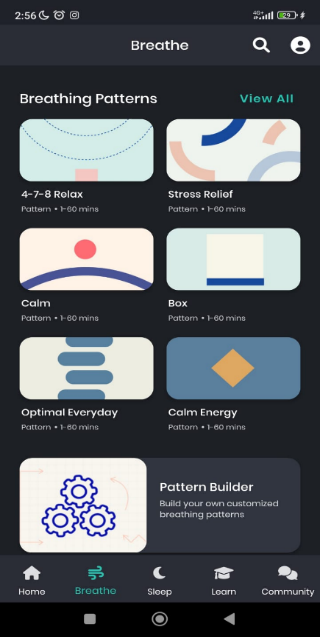 2:56
4G+
29
Breathe
Breathing Patterns
View All
4-7-8 Relax
Pattern • 1-60 mins
Stress Relief
Pattern • 1-60 mins
Calm
Pattern • 1-60 mins
Box
Pattern • 1-60 mins
Optimal Everyday
Pattern • 1-60 mins
Calm Energy
Pattern • 1-60 mins
Pattern Builder
Build your own customized
breathing patterns
Home
Breathe
Sleep
Learn
Community